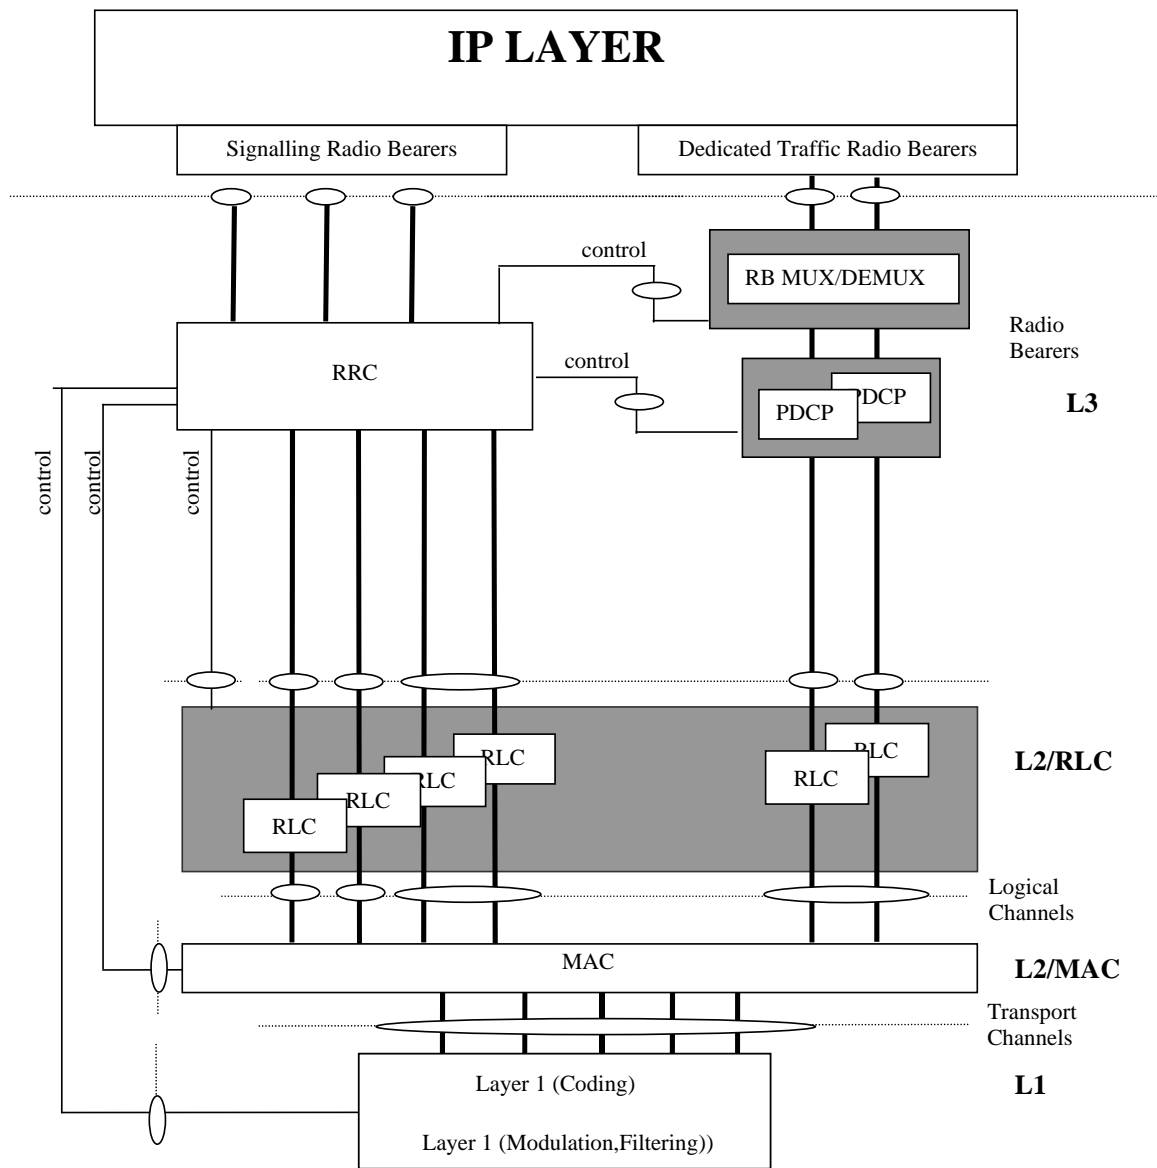 IP LAYER
Signalling Radio Bearers
Dedicated Traffic Radio Bearers
control
RB MUX/DEMUX
Radio
Bearers
RRC
control
PDCP
PDCP
L3
control
control
control
RLC
RLC
RLC
RLC
RLC
RLC
L2/RLC
Logical
Channels
MAC
L2/MAC
Transport
Channels
Layer 1 (Coding)
L1
Layer 1 (Modulation,Filtering))